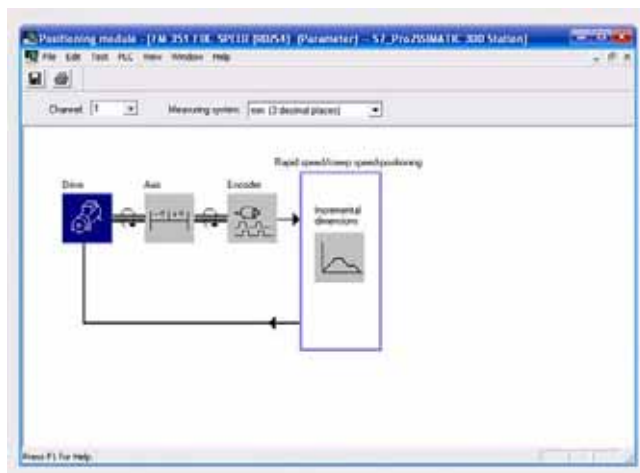 Positioning module - [FM 351 FIX. SPEED (R0/S4) (Parameter) -- S7_Pro2\SIMATIC 300 Station]
File Edit Test PLC View Window Help
Channel: 1 Measuring system: mm (3 decimal places)
Rapid speed/creep speed positioning
Drive Axis Encoder
Incremental dimensions
Press F1 for Help.